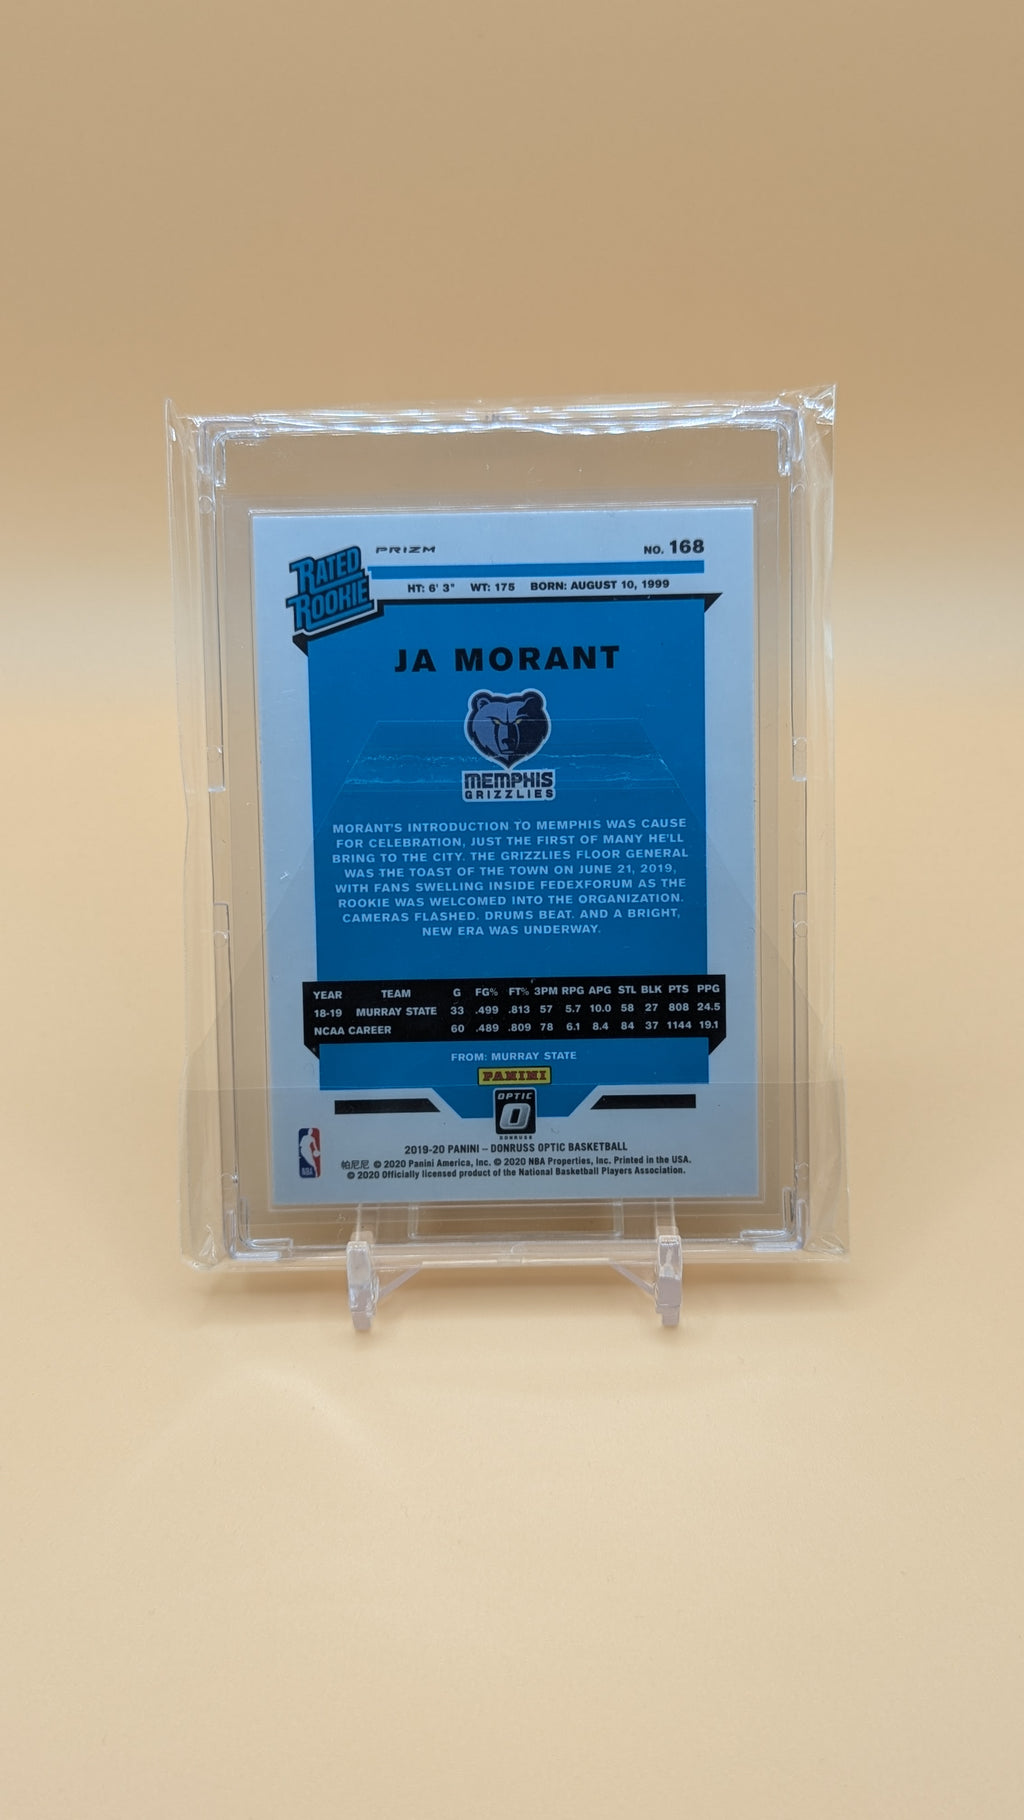 RATED
ROOKIE
PRIZM
NO. 168
HT: 6' 3" WT: 175 BORN: AUGUST 10, 1999
JA MORANT
MEMPHIS
GRIZZLIES
MORANT'S INTRODUCTION TO MEMPHIS WAS CAUSE
FOR CELEBRATION, JUST THE FIRST OF MANY HE'LL
BRING TO THE CITY. THE GRIZZLIES FLOOR GENERAL
WAS THE TOAST OF THE TOWN ON JUNE 21, 2019,
WITH FANS SWELLING INSIDE FEDEXFORUM AS THE
ROOKIE WAS WELCOMED INTO THE ORGANIZATION.
CAMERAS FLASHED. DRUMS BEAT. AND A BRIGHT,
NEW ERA WAS UNDERWAY.
YEAR TEAM G FG% FT% 3PM RPG APG STL BLK PTS PPG
18-19 MURRAY STATE 33 .499 .813 57 5.7 10.0 58 27 808 24.5
NCAA CAREER 60 .489 .809 78 6.1 8.4 84 37 1144 19.1
FROM: MURRAY STATE
PANINI
OPTIC
O
DONRUSS
NBA
2019-20 PANINI – DONRUSS OPTIC BASKETBALL
帕尼尼 © 2020 Panini America, Inc. © 2020 NBA Properties, Inc. Printed in the USA.
© 2020 Officially licensed product of the National Basketball Players Association.